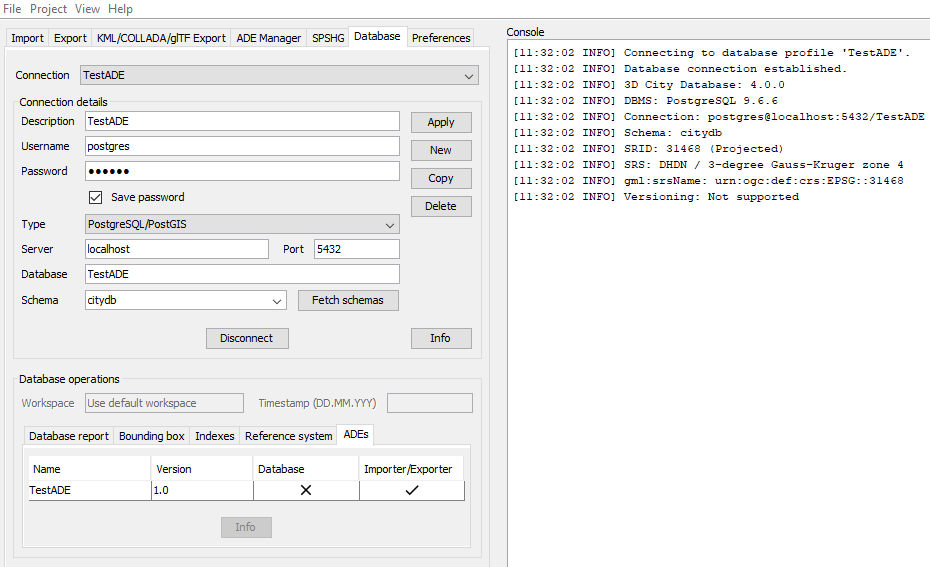 File Project View Help
Import Export KML/COLLADA/glTF Export ADE Manager SPSHG Database Preferences
Connection TestADE
Connection details
Description TestADE Apply
Username postgres New
Password •••••• Copy
Save password
Delete
Type PostgreSQL/PostGIS
Server localhost Port 5432
Database TestADE
Schema citydb Fetch schemas
Disconnect Info
Database operations
Workspace Use default workspace Timestamp (DD.MM.YYY)
Database report Bounding box Indexes Reference system ADEs
Name Version Database Importer/Exporter
TestADE 1.0
Info
Console
[11:32:02 INFO] Connecting to database profile 'TestADE'.
[11:32:02 INFO] Database connection established.
[11:32:02 INFO] 3D City Database: 4.0.0
[11:32:02 INFO] DBMS: PostgreSQL 9.6.6
[11:32:02 INFO] Connection: postgres@localhost:5432/TestADE
[11:32:02 INFO] Schema: citydb
[11:32:02 INFO] SRID: 31468 (Projected)
[11:32:02 INFO] SRS: DHDN / 3-degree Gauss-Kruger zone 4
[11:32:02 INFO] gml:srsName: urn:ogc:def:crs:EPSG::31468
[11:32:02 INFO] Versioning: Not supported